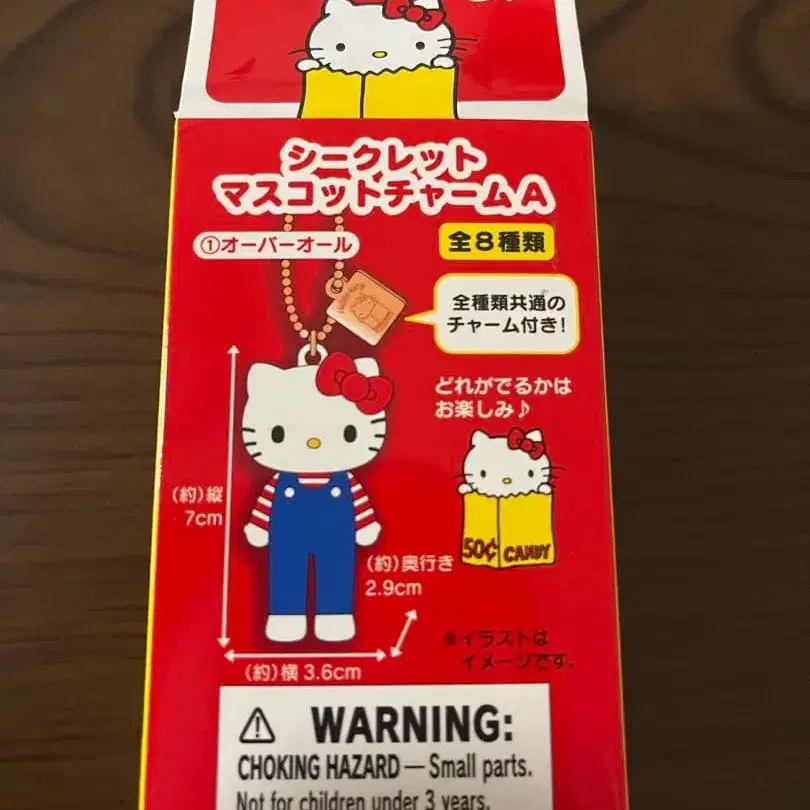 シークレット
マスコットチャームA
①オーバーオール
全8種類
全種類共通の
チャーム付き!
どれがでるかは
お楽しみ♪
(約)縦
7cm
50¢ CANDY
(約)奥行き
2.9cm
※イラストは
イメージです。
(約)横 3.6cm
⚠ WARNING:
CHOKING HAZARD — Small parts.
Not for children under 3 years.